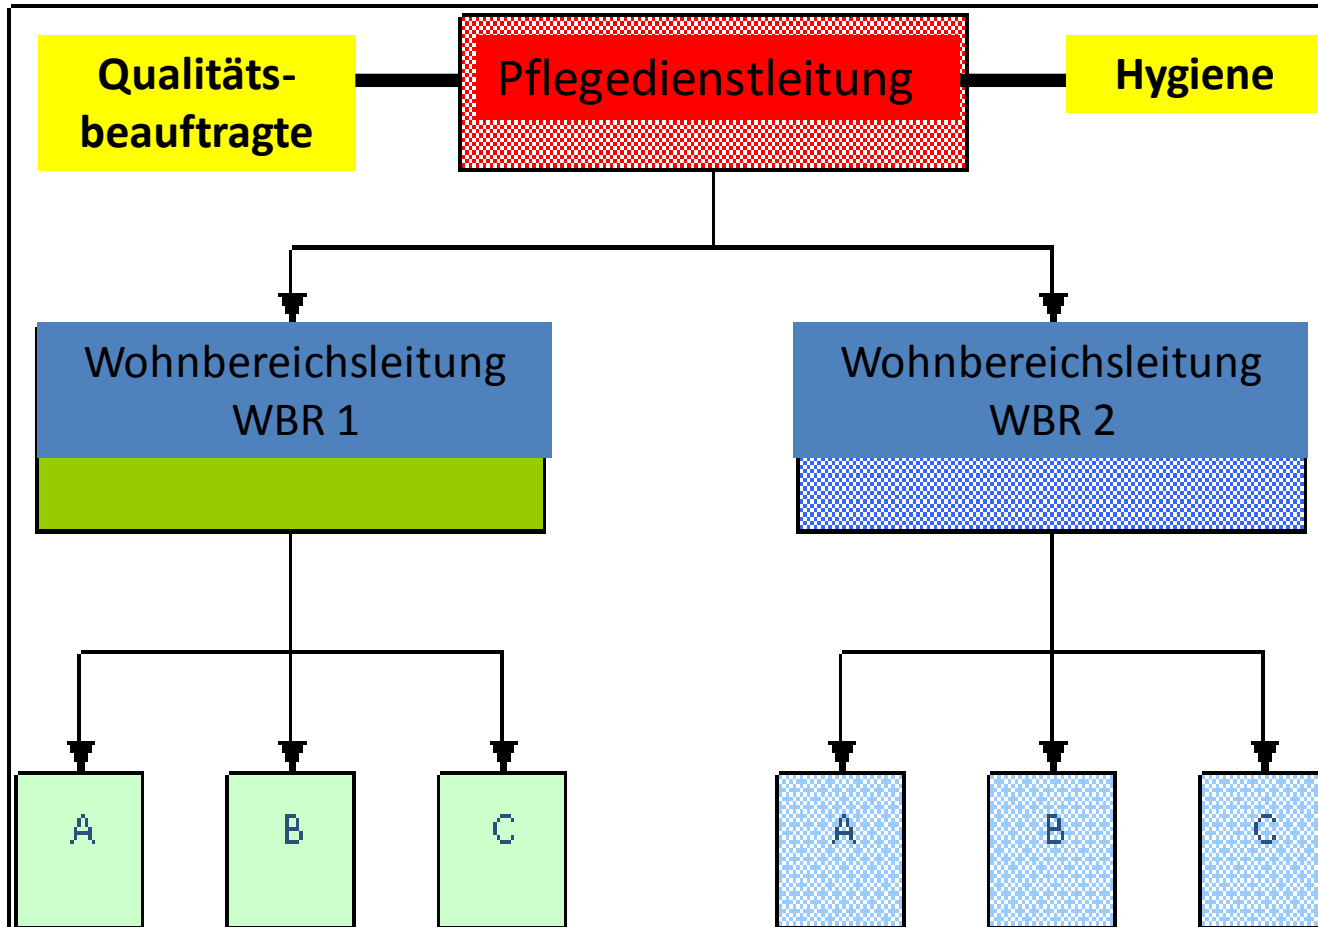 Qualitäts-
beauftragte
Pflegedienstleitung
Hygiene
Wohnbereichsleitung
WBR 1
Wohnbereichsleitung
WBR 2
A
B
C
A
B
C